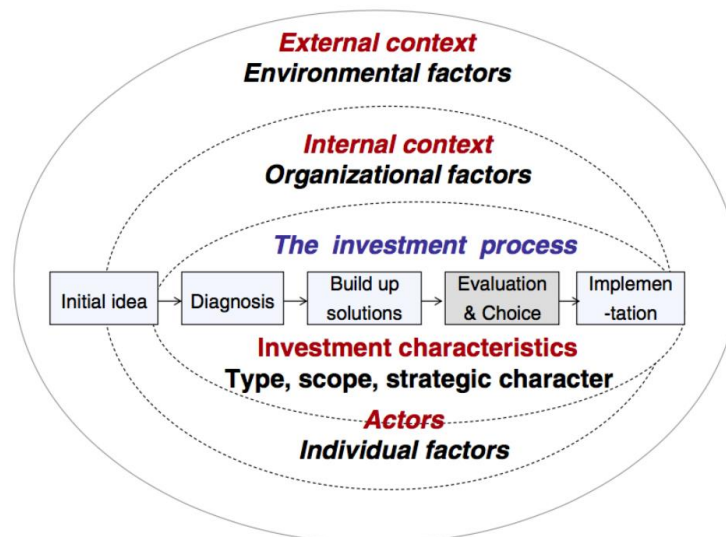 External context
Environmental factors
Internal context
Organizational factors
The investment process
Initial idea
Diagnosis
Build up
solutions
Evaluation
& Choice
Implemen
-tation
Investment characteristics
Type, scope, strategic character
Actors
Individual factors